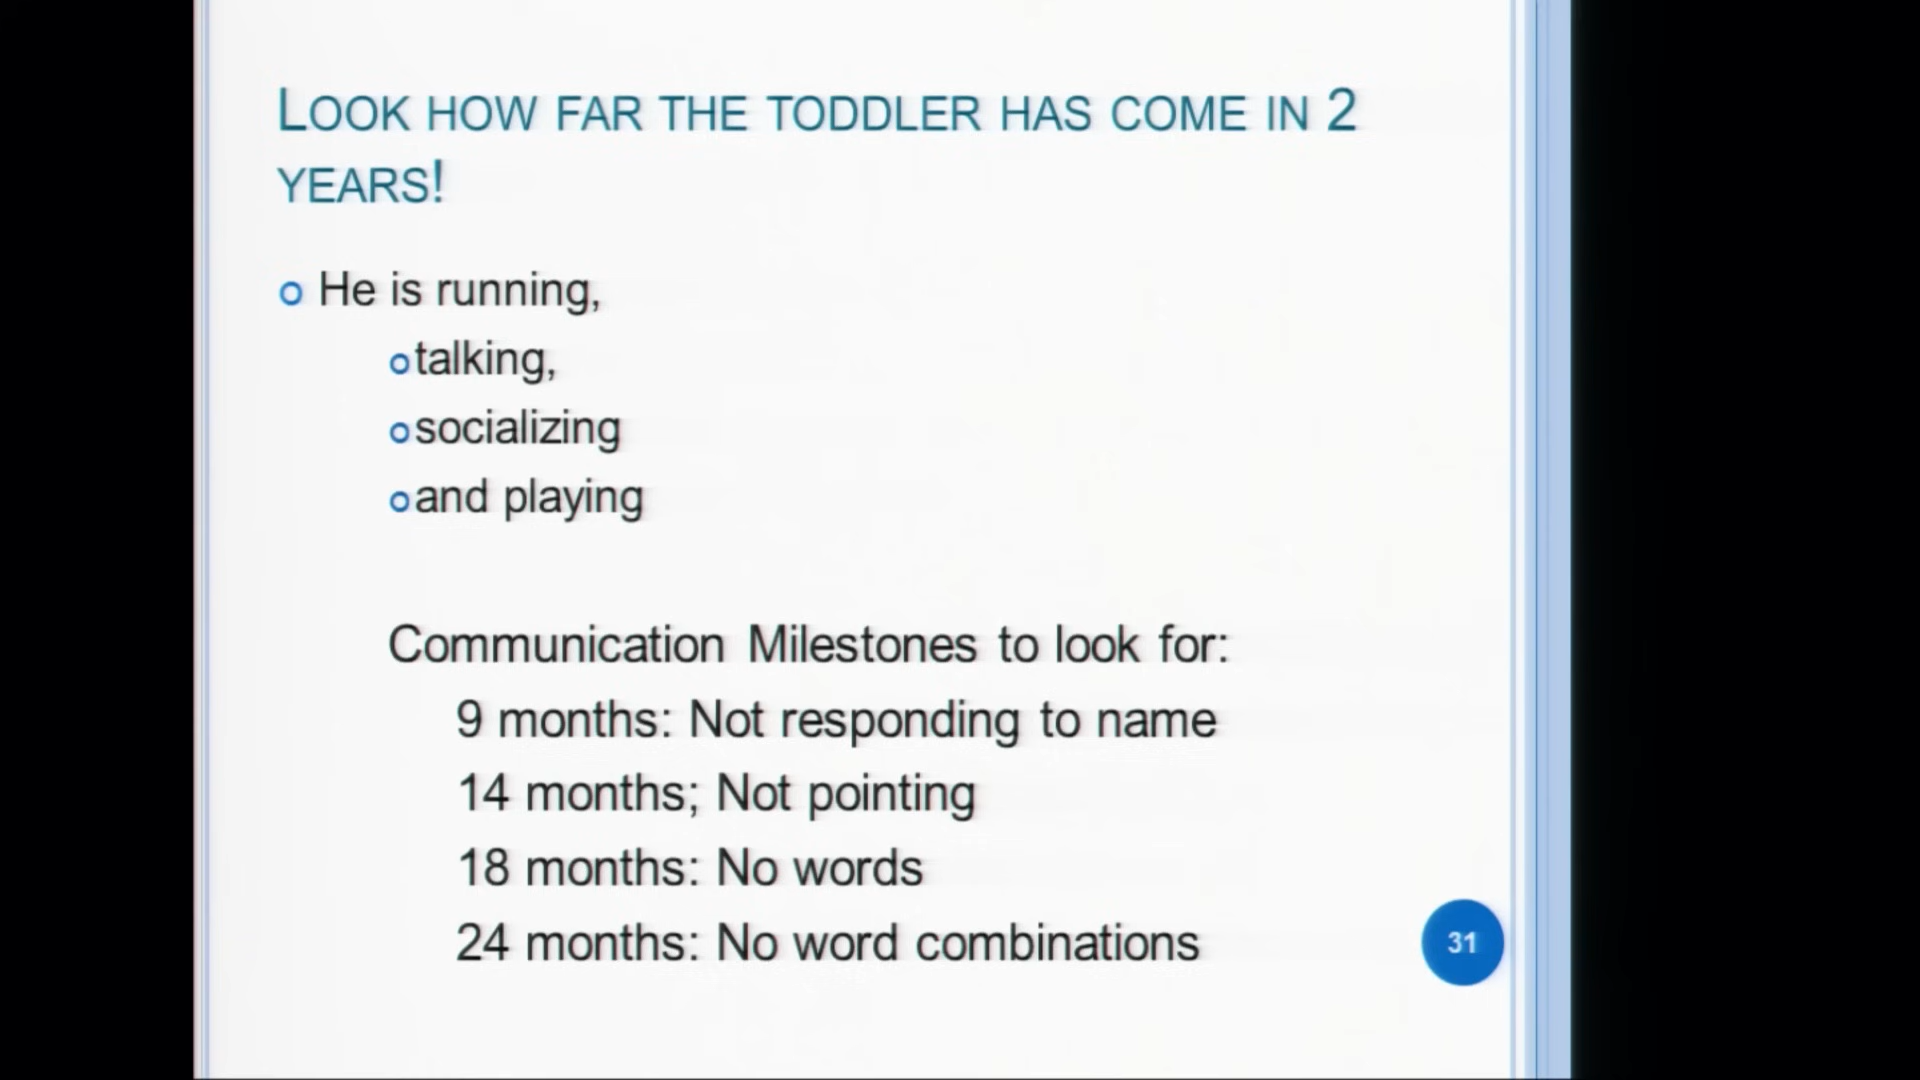 LOOK HOW FAR THE TODDLER HAS COME IN 2
YEARS!
He is running,
talking,
socializing
and playing
Communication Milestones to look for:
9 months: Not responding to name
14 months; Not pointing
18 months: No words
24 months: No word combinations
31